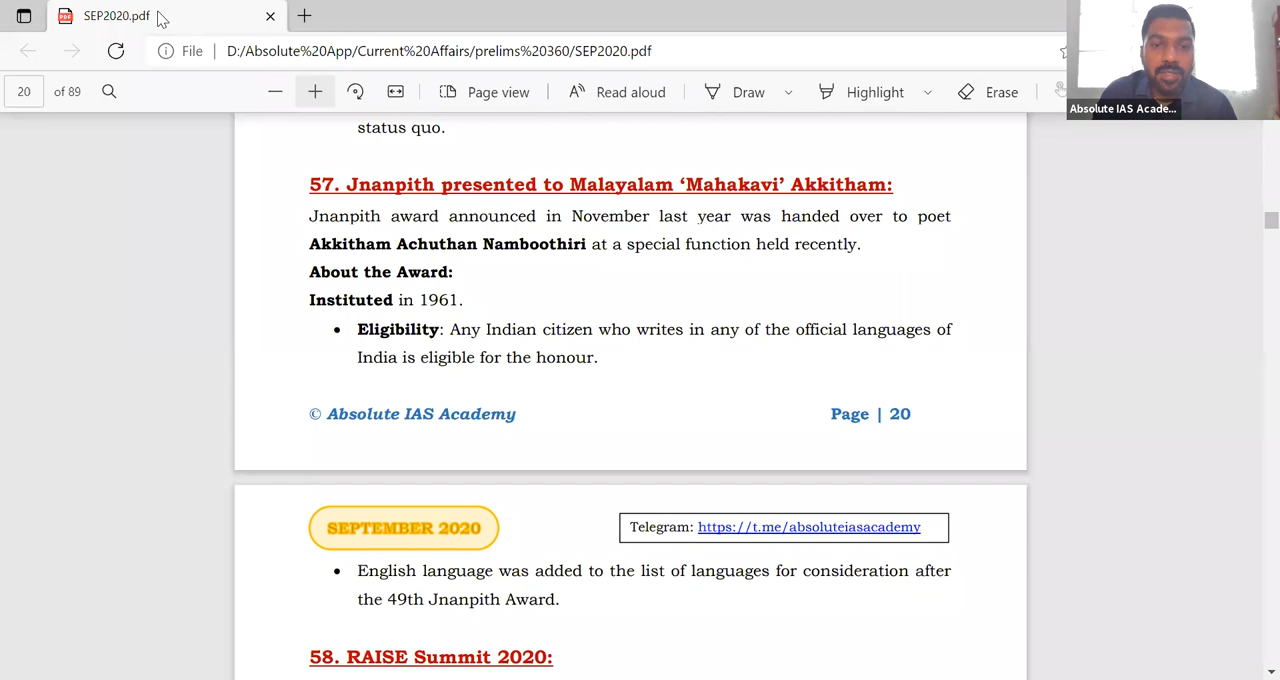 SEP2020.pdf
File | D:/Absolute%20App/Current%20Affairs/prelims%20360/SEP2020.pdf
20 of 89 Page view Read aloud Draw Highlight Erase
Absolute IAS Acade...
status quo.
57. Jnanpith presented to Malayalam ‘Mahakavi’ Akkitham:
Jnanpith award announced in November last year was handed over to poet
Akkitham Achuthan Namboothiri at a special function held recently.
About the Award:
Instituted in 1961.
• Eligibility: Any Indian citizen who writes in any of the official languages of
India is eligible for the honour.
© Absolute IAS Academy Page | 20
SEPTEMBER 2020 Telegram: https://t.me/absoluteiasacademy
• English language was added to the list of languages for consideration after
the 49th Jnanpith Award.
58. RAISE Summit 2020: